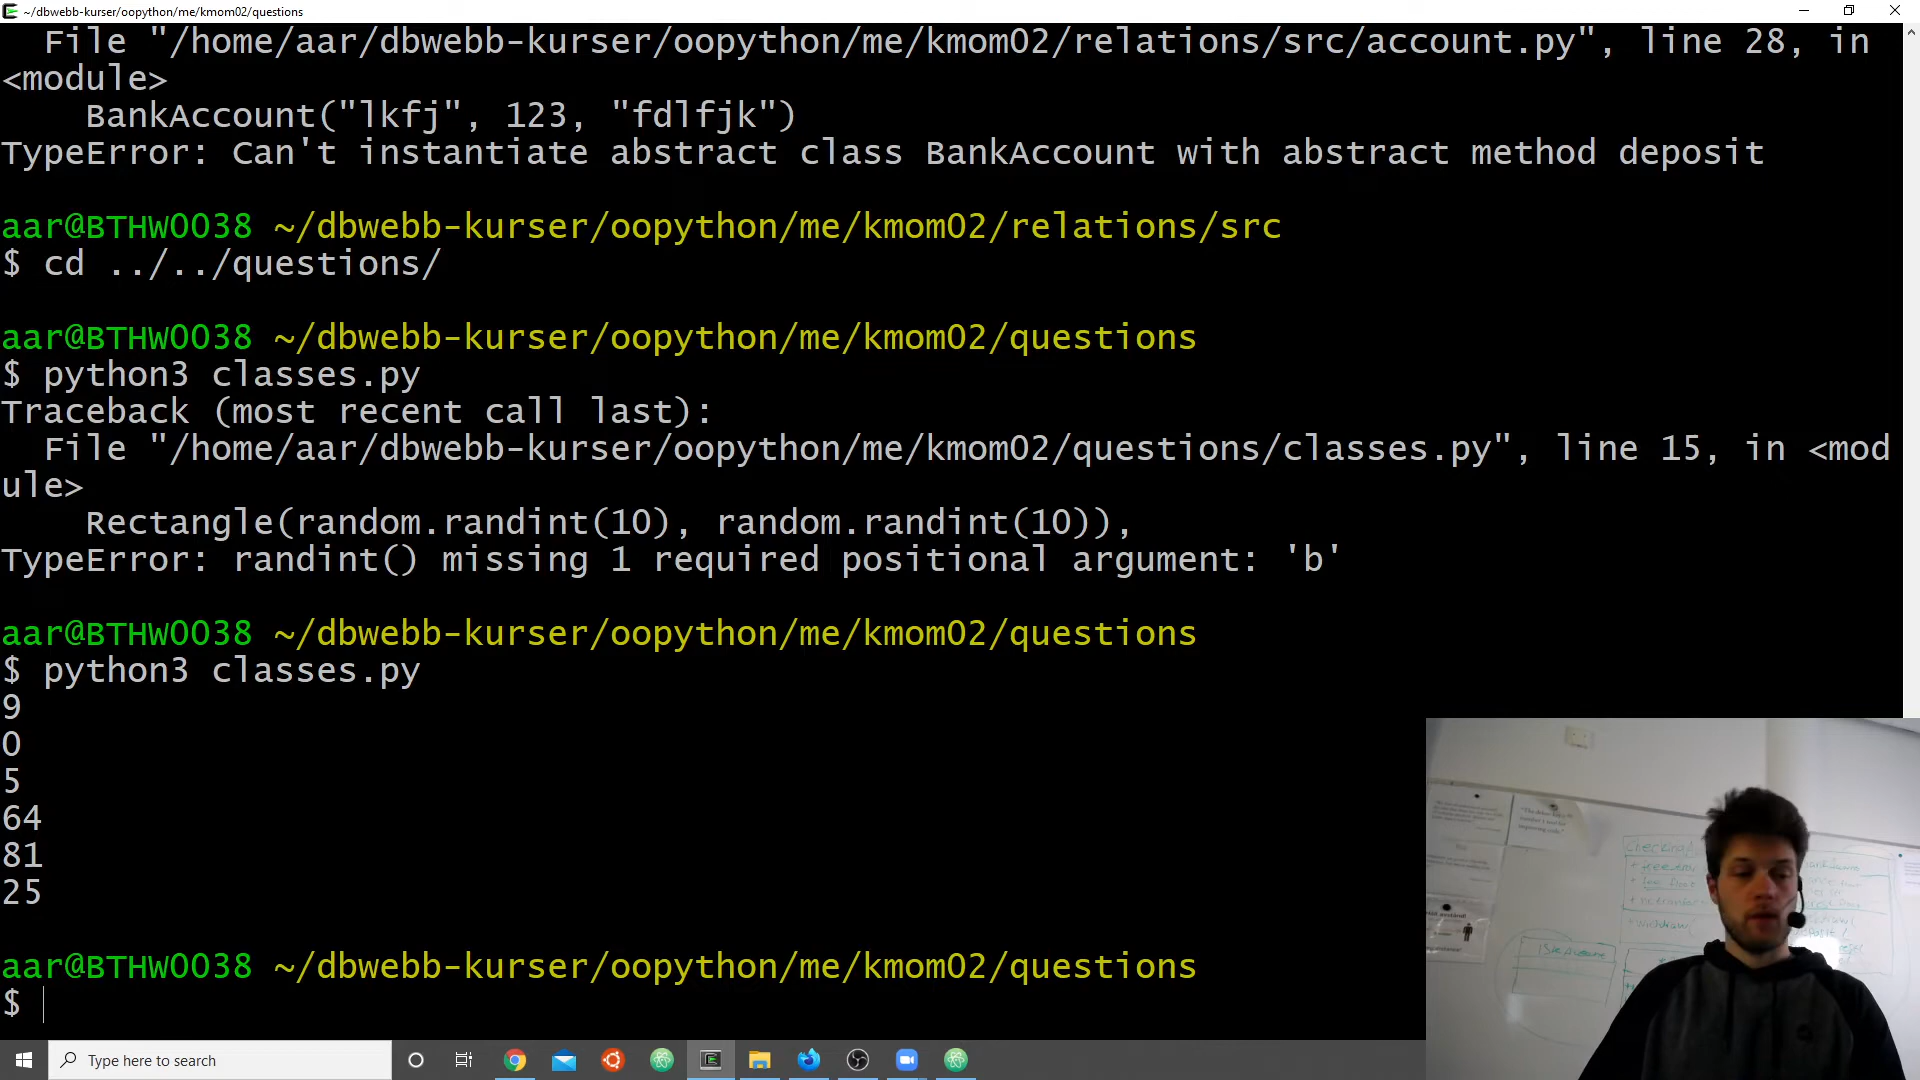 ~/dbwebb-kurser/oopython/me/kmom02/questions
File "/home/aar/dbwebb-kurser/oopython/me/kmom02/relations/src/account.py", line 28, in
<module>
BankAccount("lkfj", 123, "fdlfjk")
TypeError: Can't instantiate abstract class BankAccount with abstract method deposit
aar@BTHW0038 ~/dbwebb-kurser/oopython/me/kmom02/relations/src
$ cd ../../questions/
aar@BTHW0038 ~/dbwebb-kurser/oopython/me/kmom02/questions
$ python3 classes.py
Traceback (most recent call last):
File "/home/aar/dbwebb-kurser/oopython/me/kmom02/questions/classes.py", line 15, in <mod
ule>
Rectangle(random.randint(10), random.randint(10)),
TypeError: randint() missing 1 required positional argument: 'b'
aar@BTHW0038 ~/dbwebb-kurser/oopython/me/kmom02/questions
$ python3 classes.py
9
0
5
64
81
25
aar@BTHW0038 ~/dbwebb-kurser/oopython/me/kmom02/questions
$
Type here to search